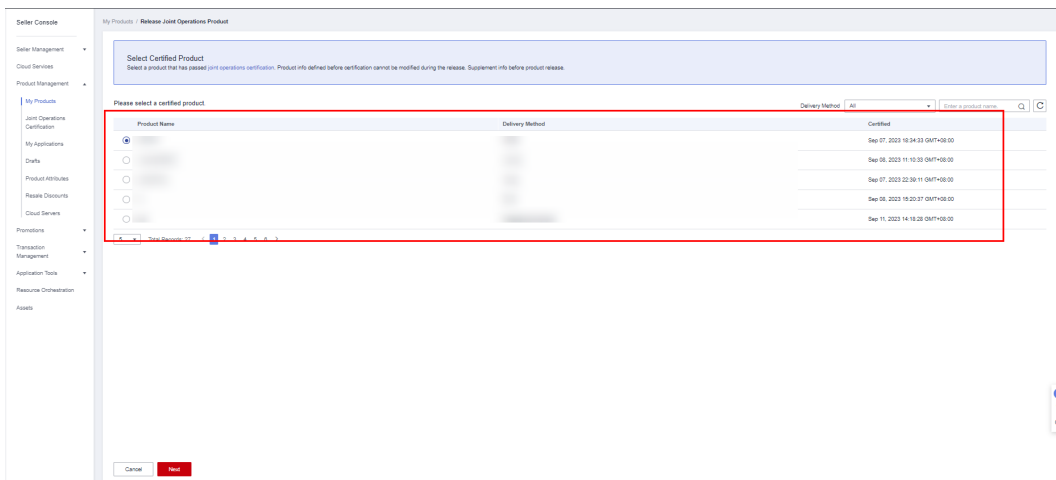 Seller Console
My Products / Release Joint Operations Product
Seller Management
Cloud Services
Product Management
My Products
Joint Operations
Certification
My Applications
Drafts
Product Attributes
Resale Discounts
Cloud Servers
Promotions
Transaction
Management
Application Tools
Resource Orchestration
Assets
Select Certified Product
Select a product that has passed joint operations certification. Product info defined before certification cannot be modified during the release. Supplement info before product release.
Please select a certified product.
Delivery Method All Enter a product name.
Product Name Delivery Method Certified
Sep 07, 2023 16:34:33 GMT+08:00
Sep 08, 2023 11:10:33 GMT+08:00
Sep 07, 2023 22:39:11 GMT+08:00
Sep 08, 2023 15:20:37 GMT+08:00
Sep 11, 2023 14:16:28 GMT+08:00
5 Total Records: 27 < 1 2 3 4 5 6 >
Cancel Next